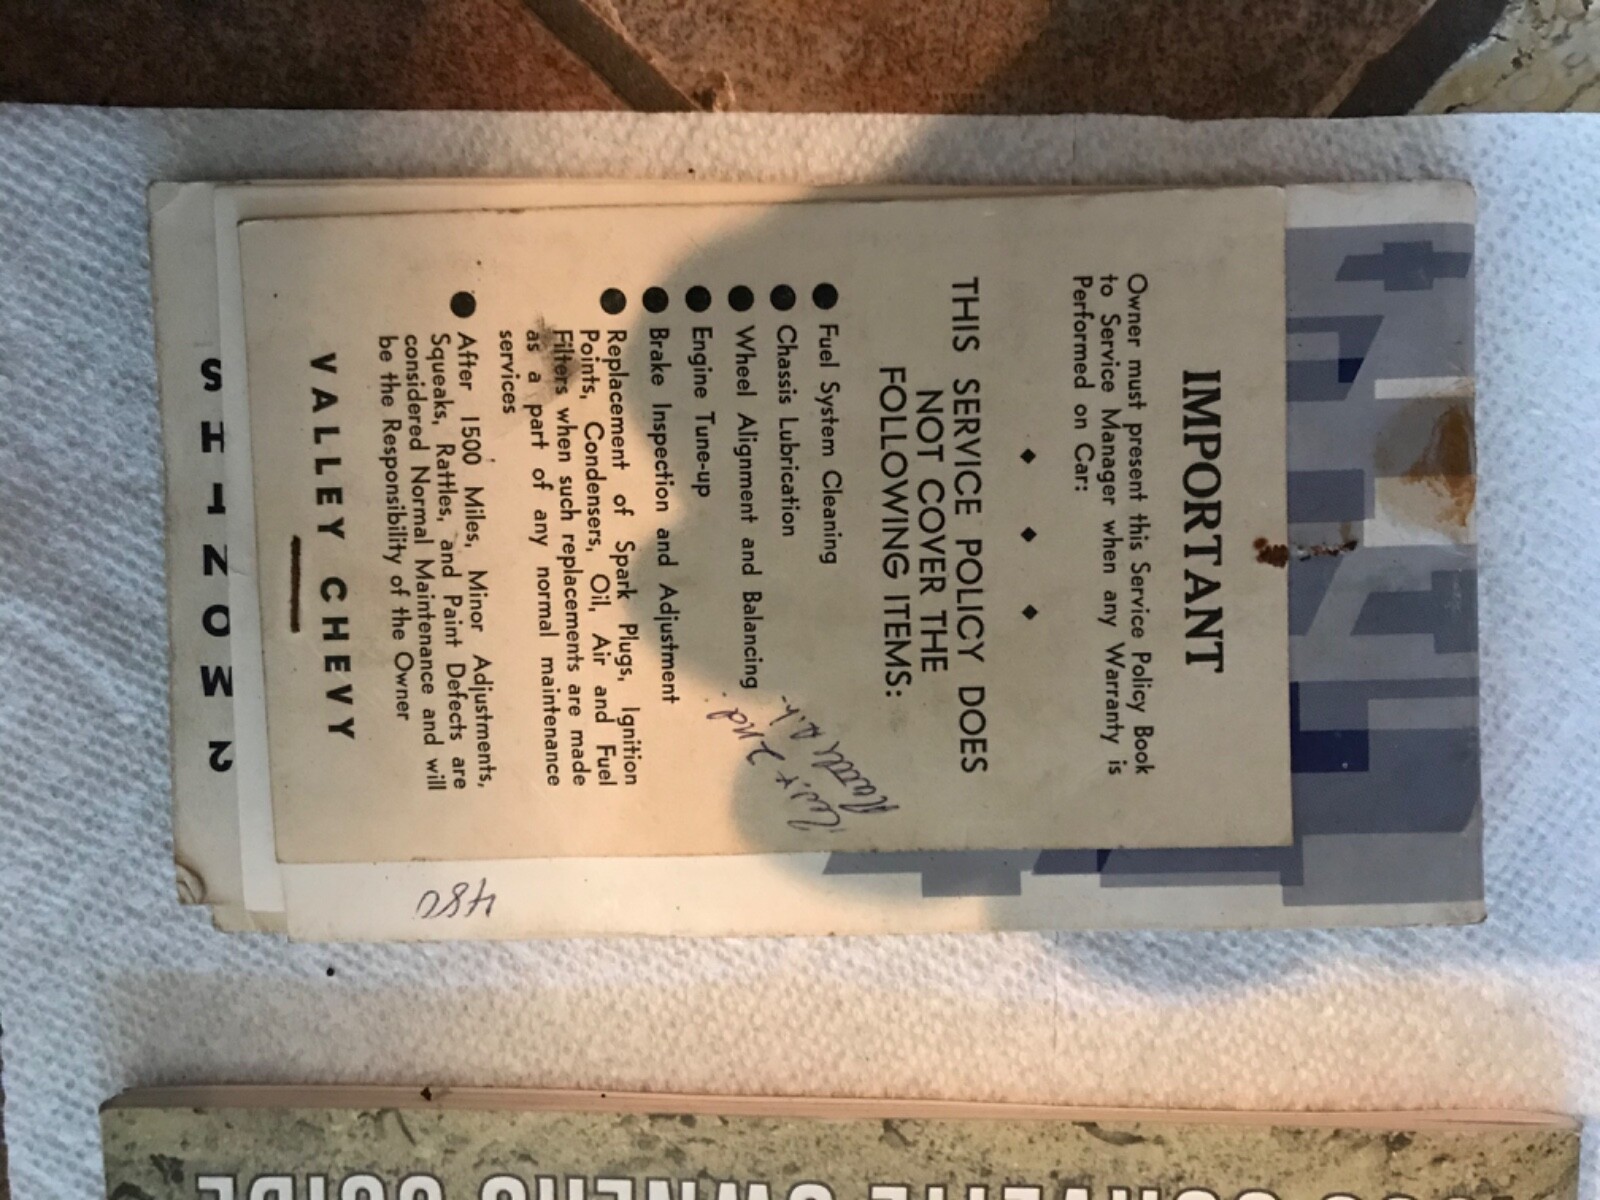 IMPORTANT
Owner must present this Service Policy Book
to Service Manager when any Warranty is
Performed on Car:
THIS SERVICE POLICY DOES
NOT COVER THE
FOLLOWING ITEMS:
● Fuel System Cleaning
● Chassis Lubrication
● Wheel Alignment and Balancing
● Engine Tune-up
● Brake Inspection and Adjustment
● Replacement of Spark Plugs, Ignition
Points, Condensers, Oil, Air and Fuel
Filters when such replacements are made
as a part of any normal maintenance
services
● After 1500 Miles, Minor Adjustments,
Squeaks, Rattles, and Paint Defects are
considered Normal Maintenance and will
be the Responsibility of the Owner
VALLEY CHEVY
2nd
480
OWNERS GUIDE